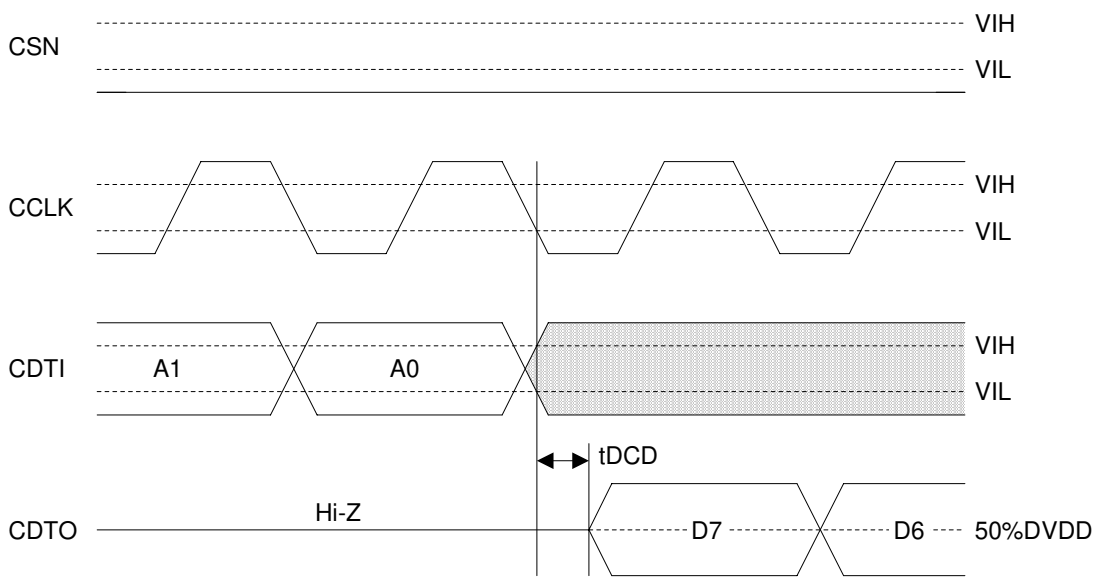 CSN
VIH
VIL
CCLK
VIH
VIL
CDTI
A1
A0
VIH
VIL
tDCD
CDTO
Hi-Z
D7
D6
50%DVDD